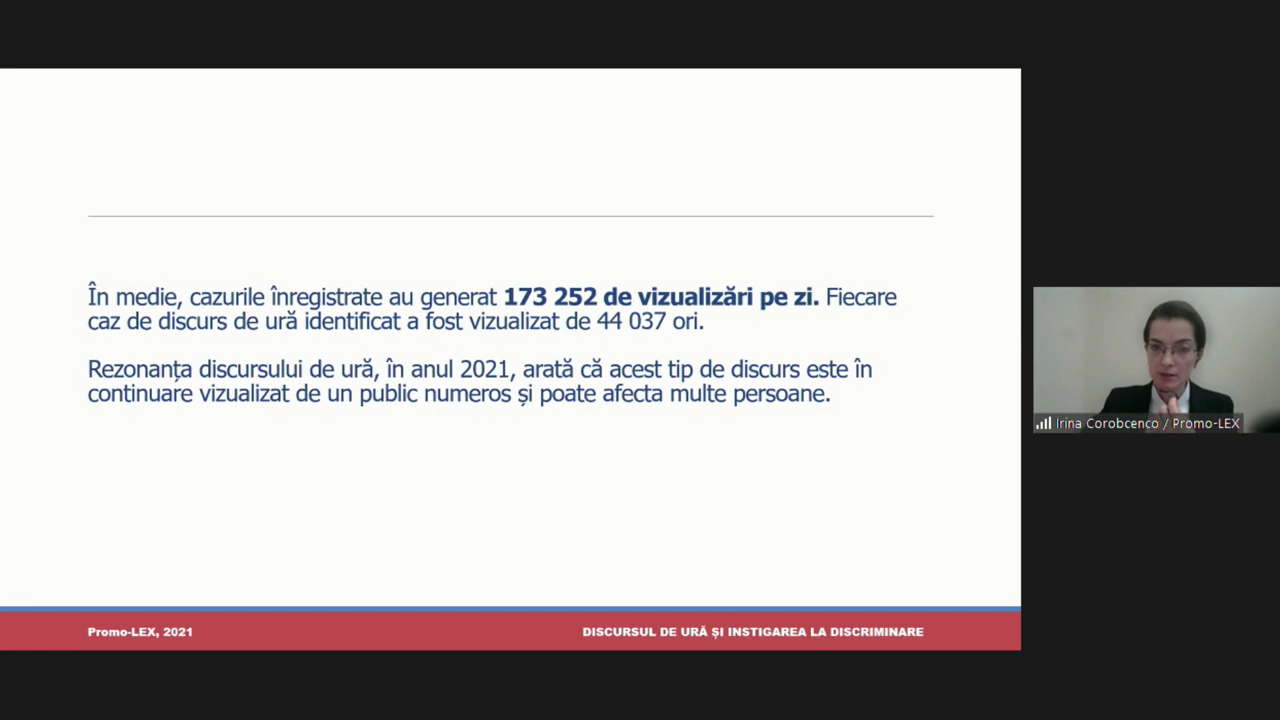 În medie, cazurile înregistrate au generat 173 252 de vizualizări pe zi. Fiecare
caz de discurs de ură identificat a fost vizualizat de 44 037 ori.
Rezonanța discursului de ură, în anul 2021, arată că acest tip de discurs este în
continuare vizualizat de un public numeros și poate afecta multe persoane.
Irina Corobcenco / Promo-LEX
Promo-LEX, 2021
DISCURSUL DE URĂ ȘI INSTIGAREA LA DISCRIMINARE